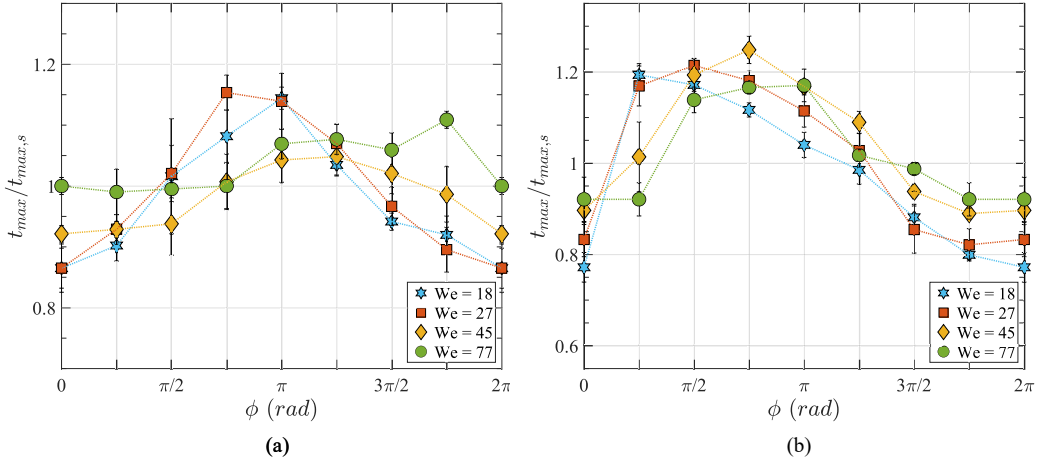 1.2
1
0.8
t_max/t_max,s
We = 18
We = 27
We = 45
We = 77
0 π/2 π 3π/2 2π
ϕ (rad)
(a)
1.4
1.2
1
0.8
0.6
t_max/t_max,s
We = 18
We = 27
We = 45
We = 77
0 π/2 π 3π/2 2π
ϕ (rad)
(b)